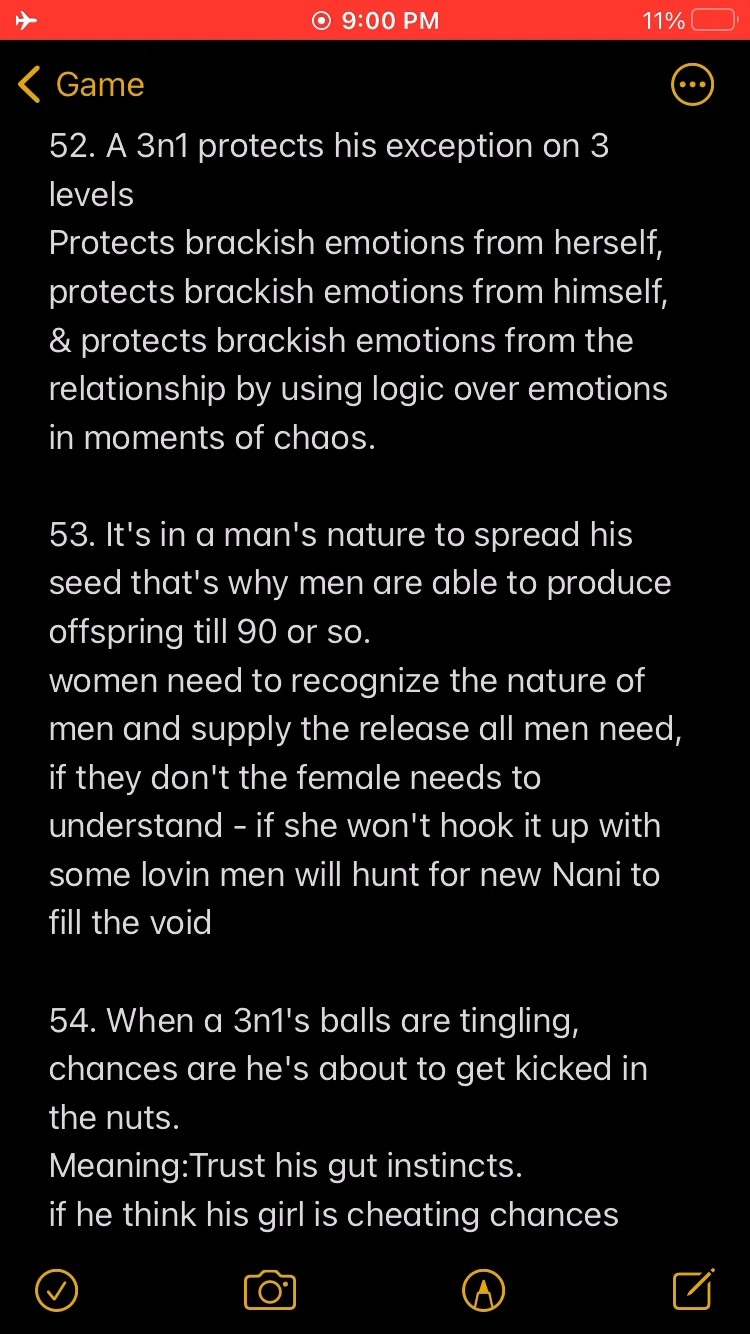 9:00 PM
11%
Game
52. A 3n1 protects his exception on 3
levels
Protects brackish emotions from herself,
protects brackish emotions from himself,
& protects brackish emotions from the
relationship by using logic over emotions
in moments of chaos.
53. It's in a man's nature to spread his
seed that's why men are able to produce
offspring till 90 or so.
women need to recognize the nature of
men and supply the release all men need,
if they don't the female needs to
understand - if she won't hook it up with
some lovin men will hunt for new Nani to
fill the void
54. When a 3n1's balls are tingling,
chances are he's about to get kicked in
the nuts.
Meaning:Trust his gut instincts.
if he think his girl is cheating chances